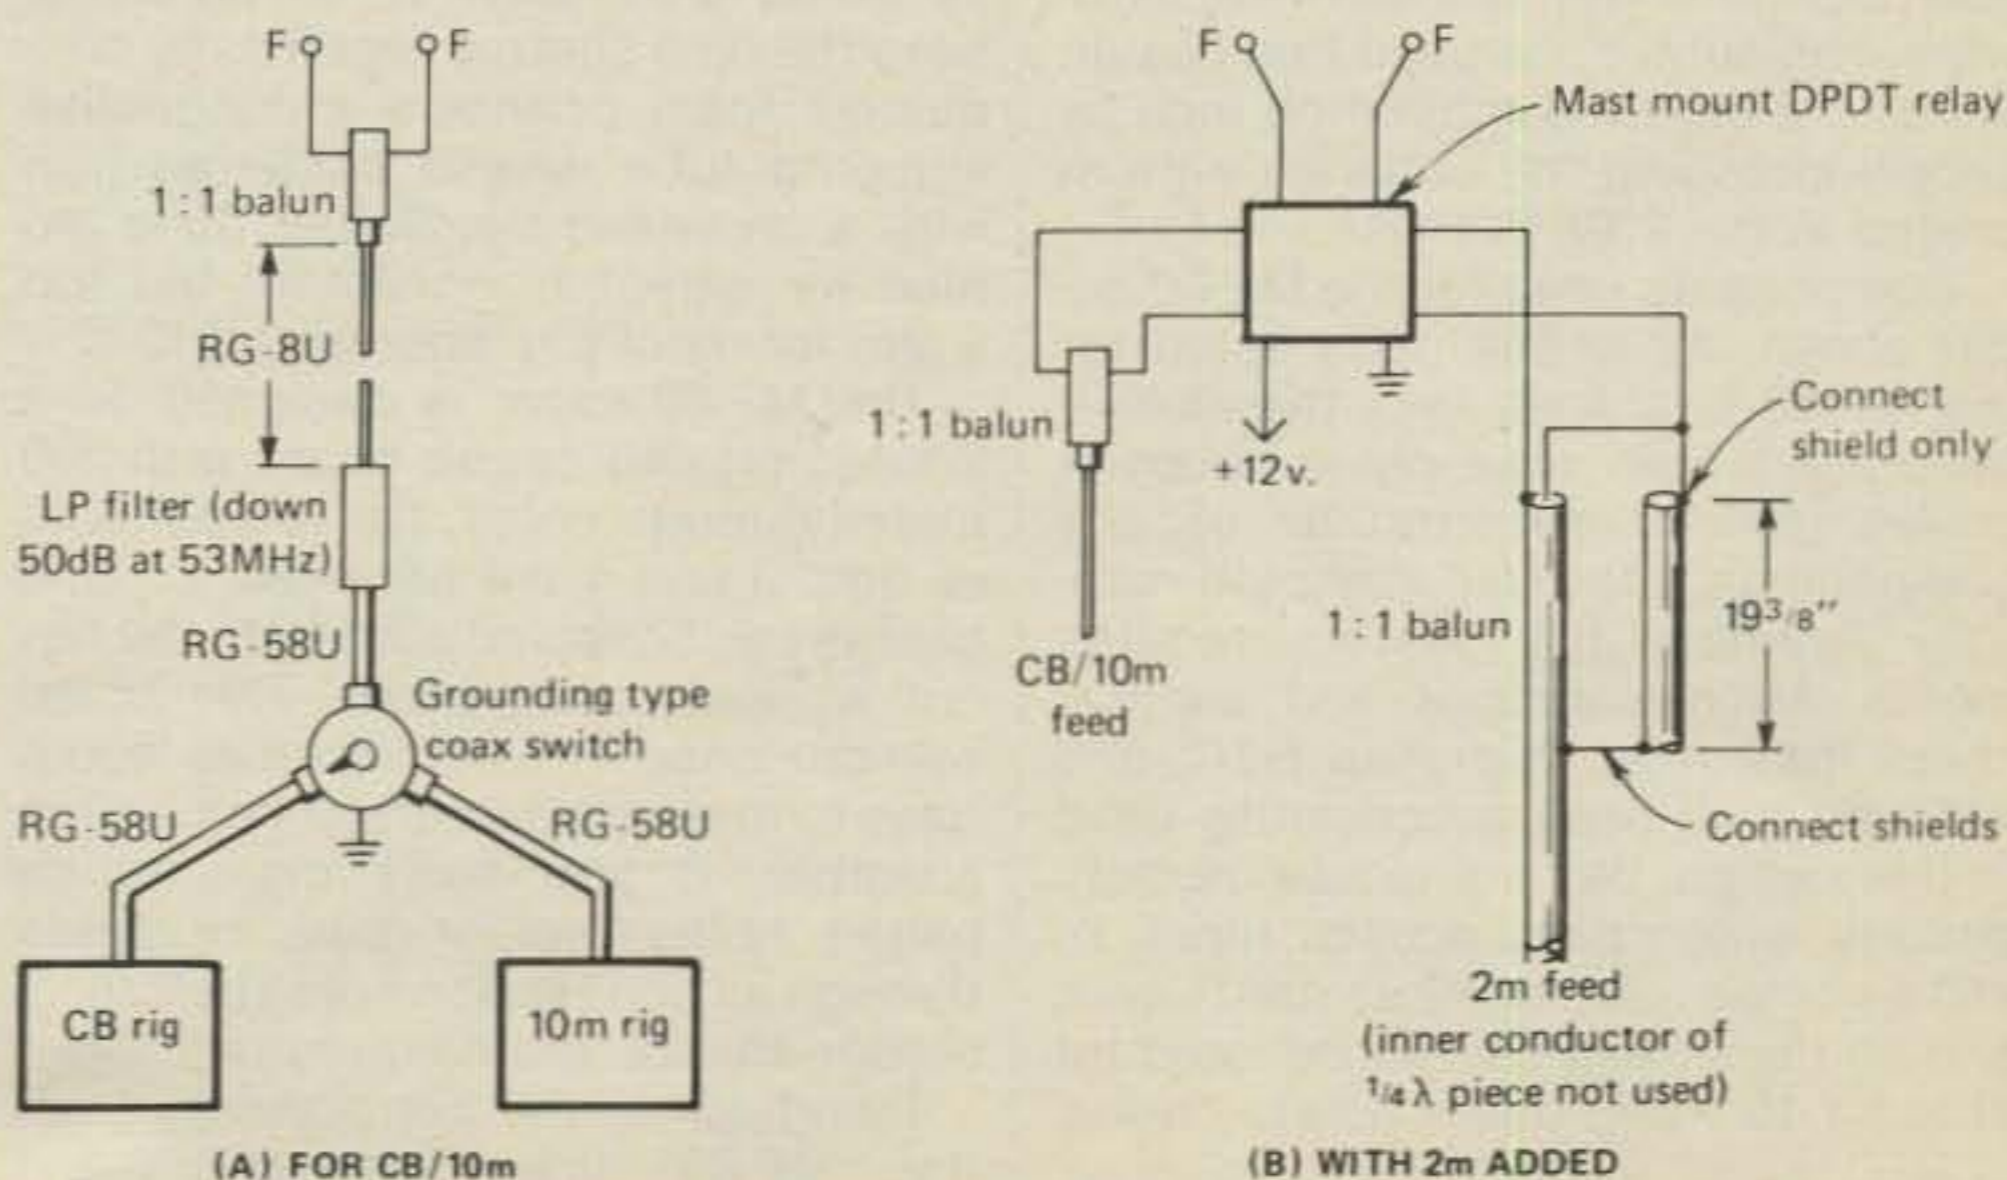 F F
1:1 balun
RG-8U
LP filter (down
50dB at 53MHz)
RG-58U
Grounding type
coax switch
RG-58U
RG-58U
CB rig
10m rig
(A) FOR CB/10m
F F
Mast mount DPDT relay
1:1 balun
+12v.
CB/10m
feed
Connect
shield only
1:1 balun
19 3/8"
Connect shields
2m feed
(inner conductor of
1/4 λ piece not used)
(B) WITH 2m ADDED